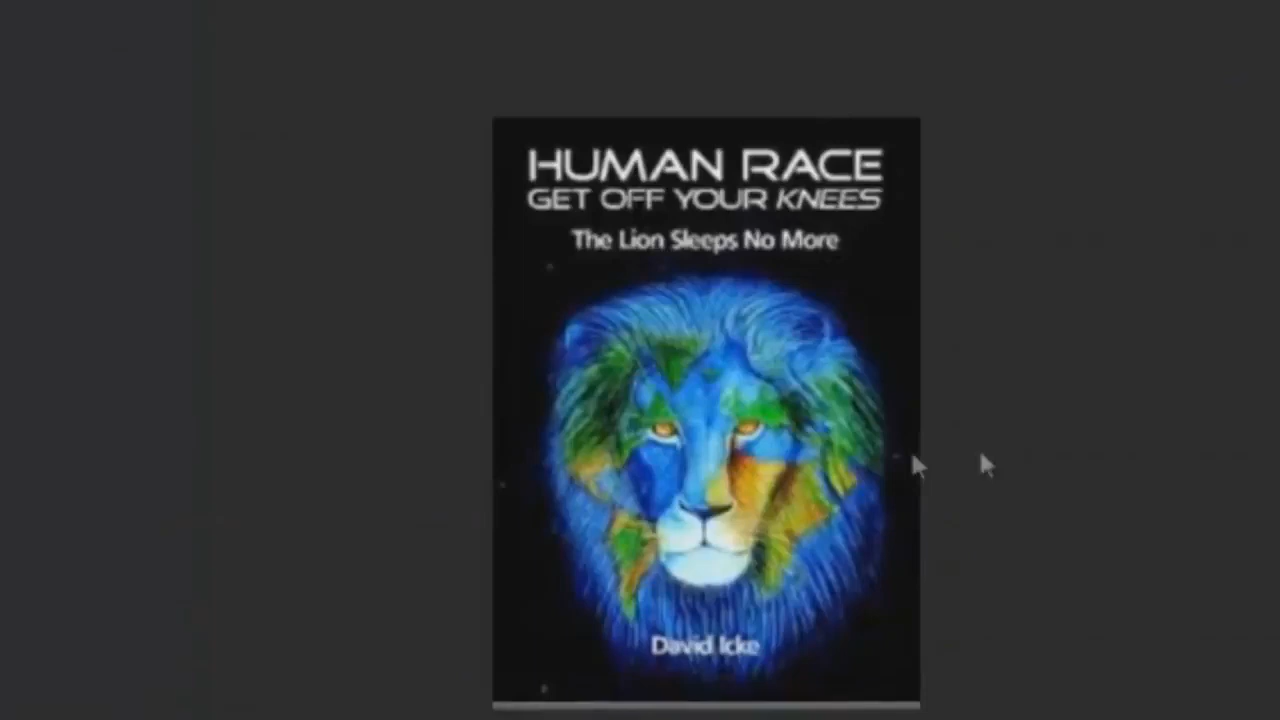 HUMAN RACE
GET OFF YOUR KNEES
The Lion Sleeps No More
David Icke